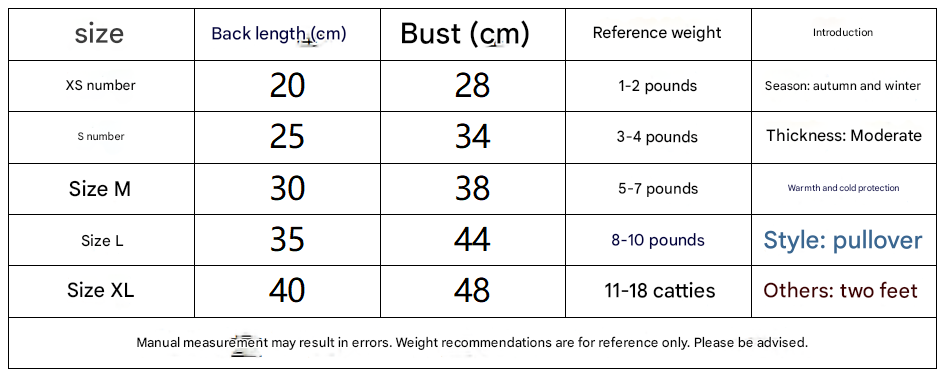 size Back length (cm) Bust (cm) Reference weight Introduction
XS number 20 28 1-2 pounds Season: autumn and winter
S number 25 34 3-4 pounds Thickness: Moderate
Size M 30 38 5-7 pounds Warmth and cold protection
Size L 35 44 8-10 pounds Style: pullover
Size XL 40 48 11-18 catties Others: two feet
Manual measurement may result in errors. Weight recommendations are for reference only. Please be advised.